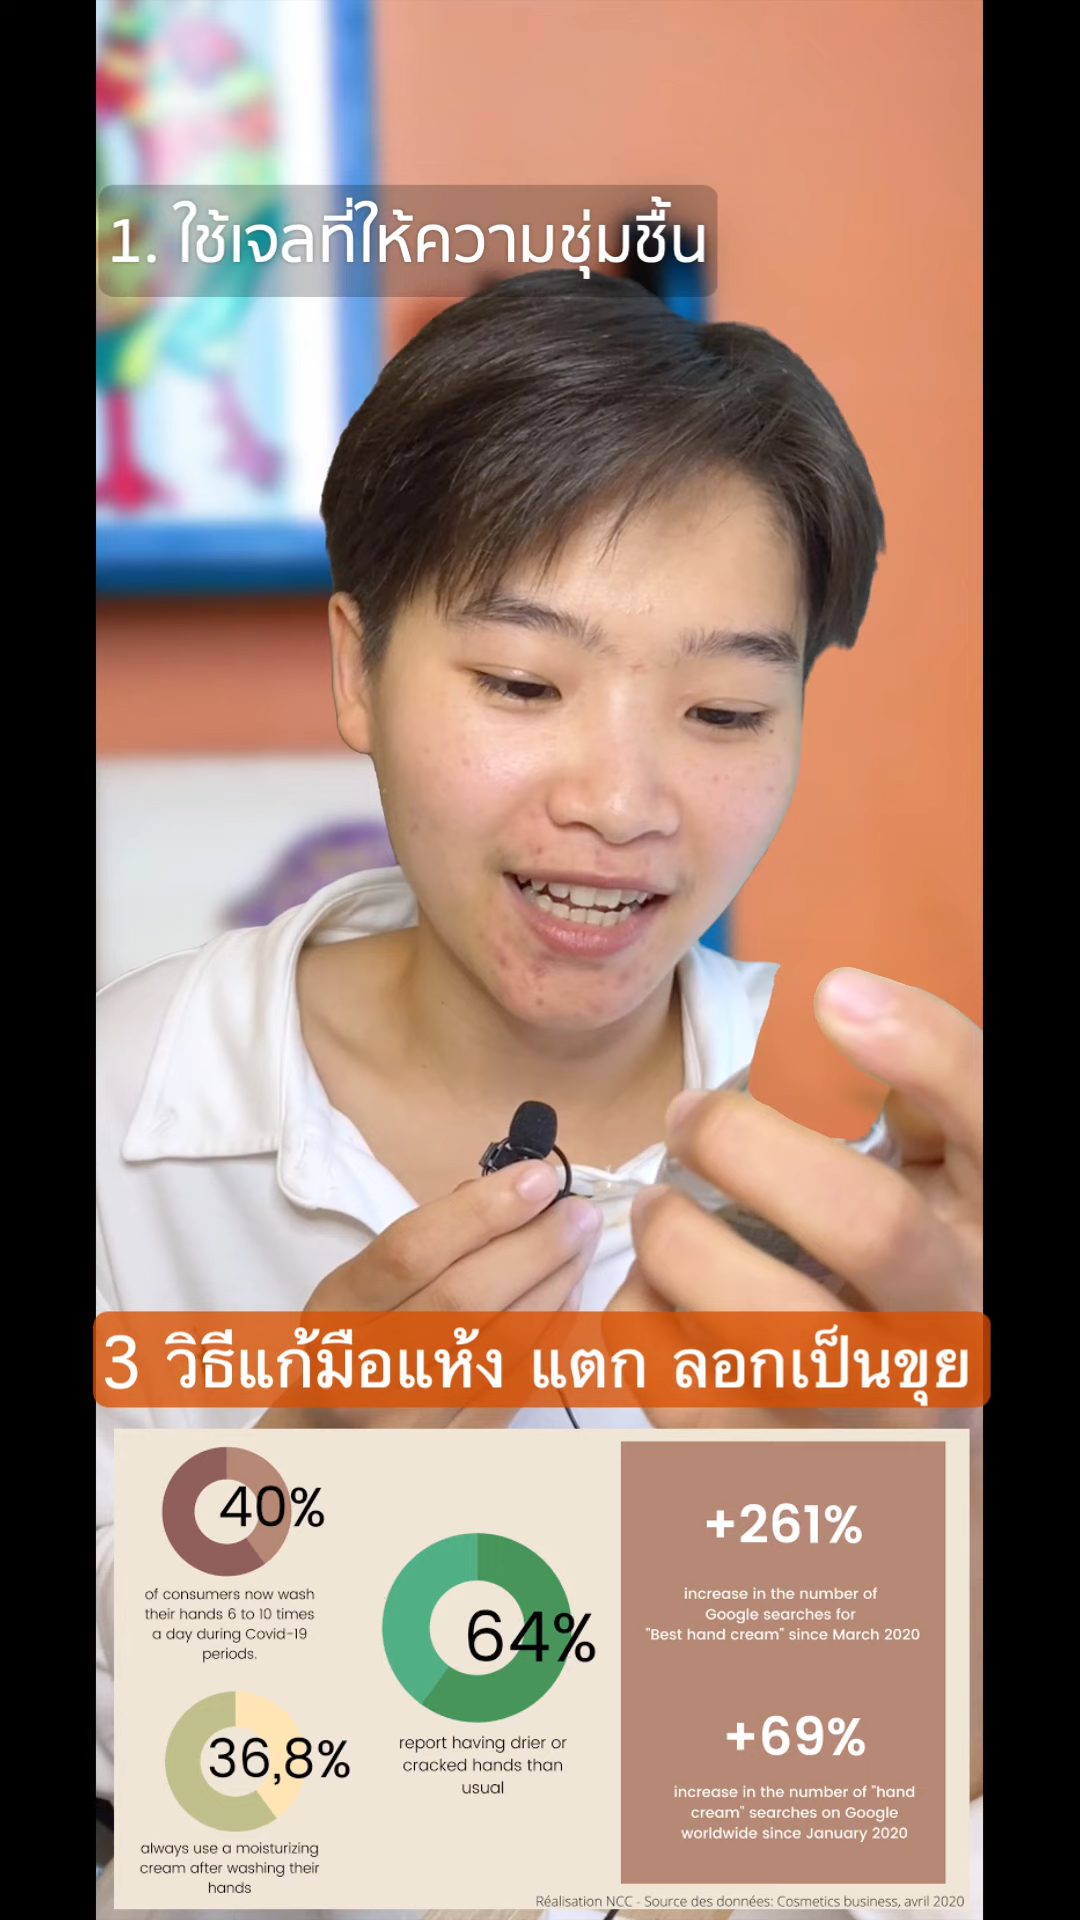 1. ใช้เจลที่ให้ความชุ่มชื้น
3 วิธีแก้มือแห้ง แตก ลอกเป็นขุย
40%
of consumers now wash
their hands 6 to 10 times
a day during Covid-19
periods.
36,8%
always use a moisturizing
cream after washing their
hands
64%
report having drier or
cracked hands than
usual
+261%
increase in the number of
Google searches for
"Best hand cream" since March 2020
+69%
increase in the number of "hand
cream" searches on Google
worldwide since January 2020
Réalisation NCC - Source des données: Cosmetics business, avril 2020